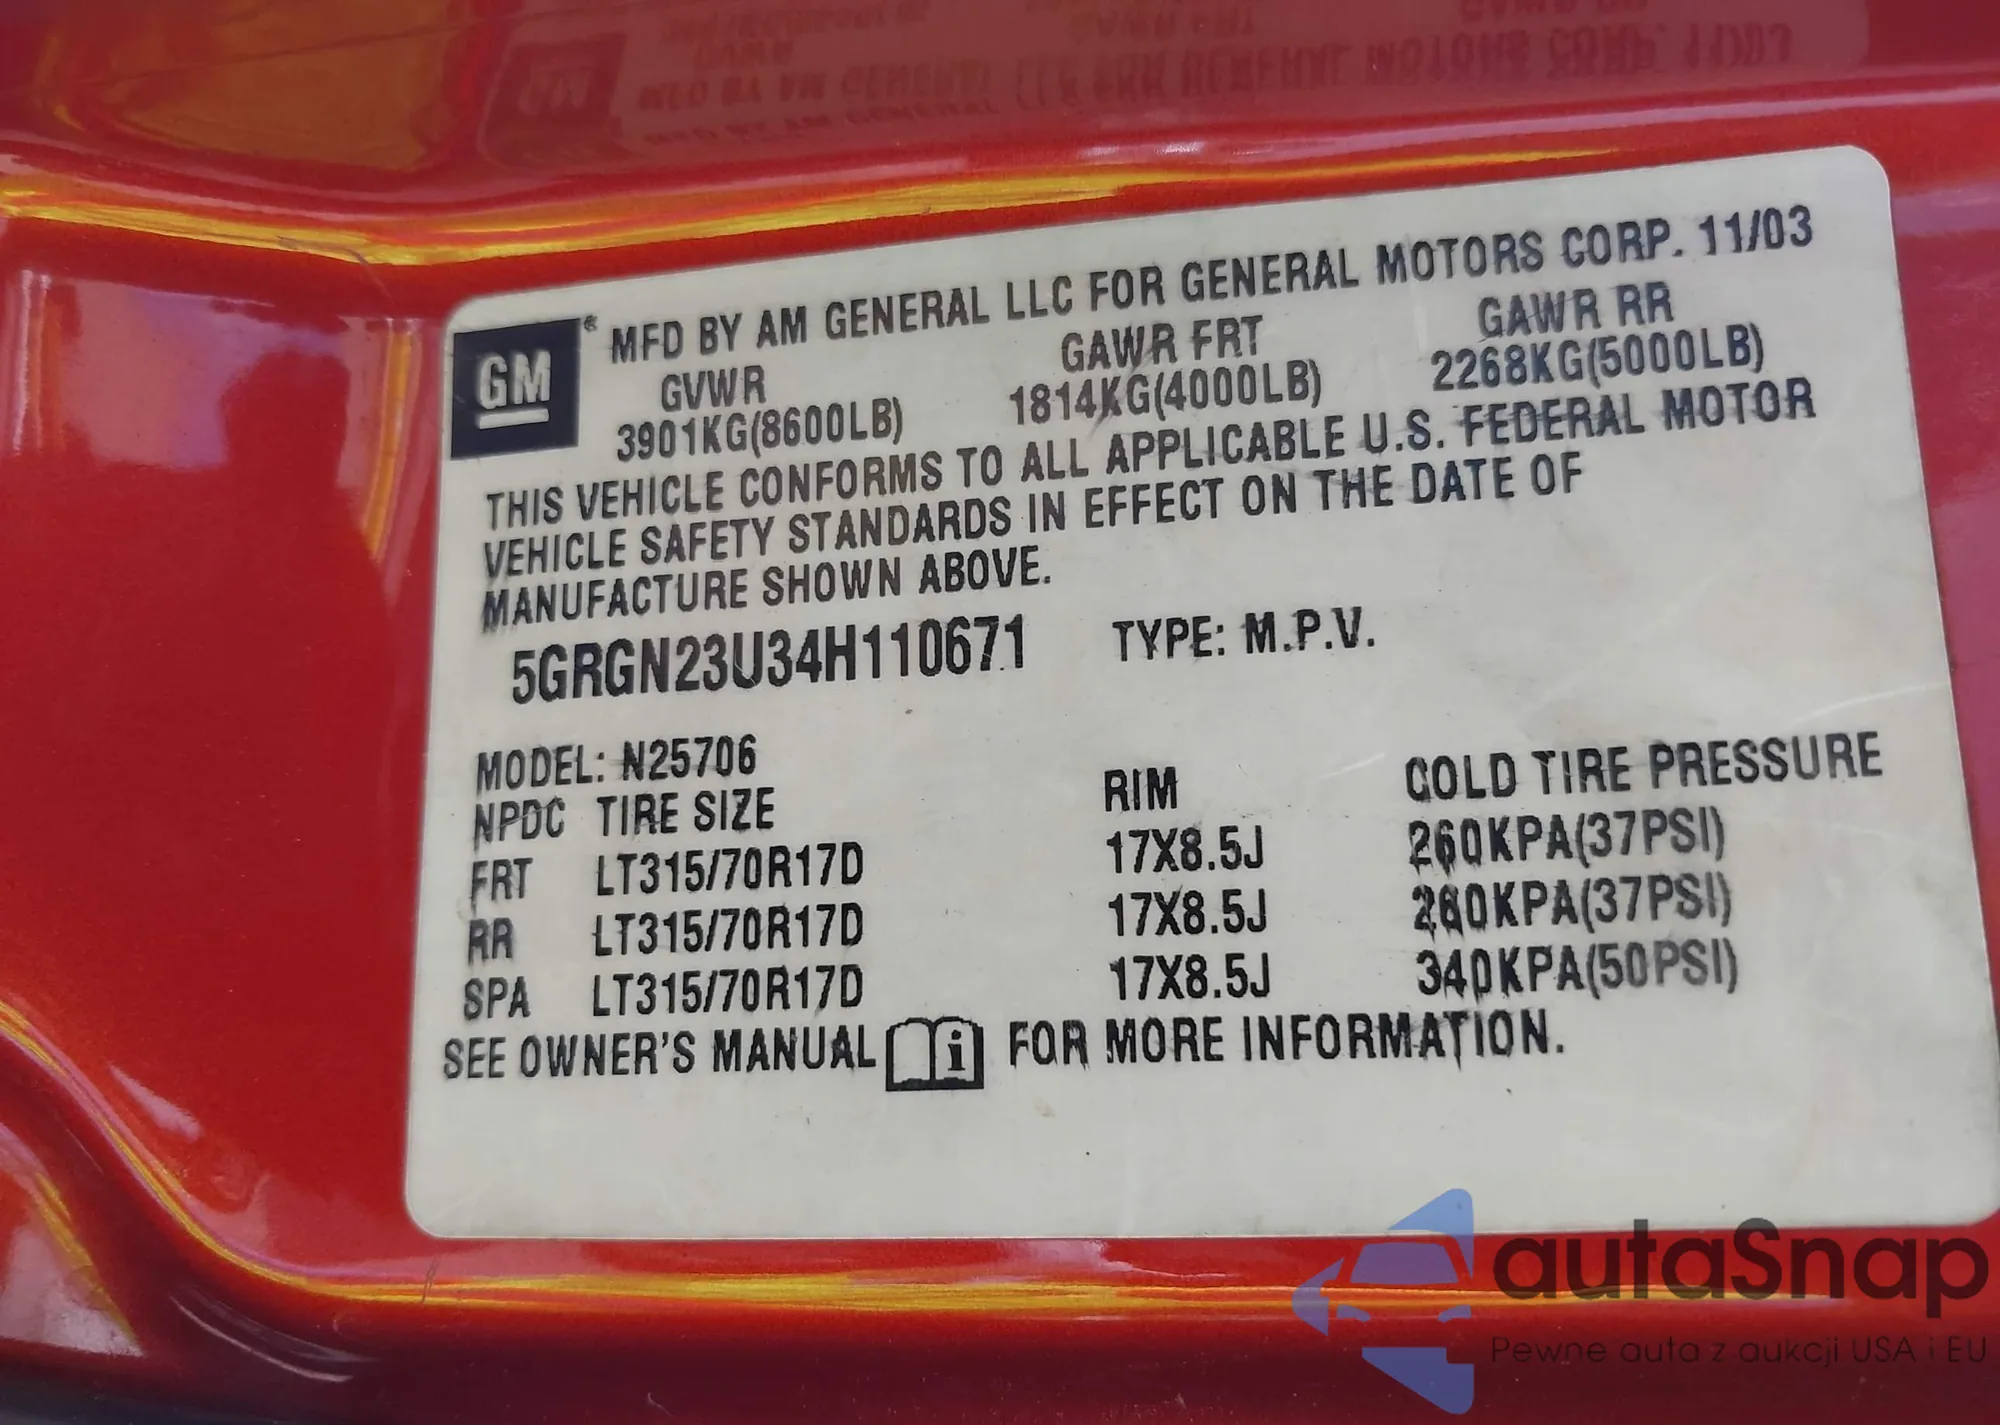 MFD BY AM GENERAL LLC FOR GENERAL MOTORS CORP. 11/03
GM ®
GVWR GAWR FRT GAWR RR
3901KG(8600LB) 1814KG(4000LB) 2268KG(5000LB)
THIS VEHICLE CONFORMS TO ALL APPLICABLE U.S. FEDERAL MOTOR
VEHICLE SAFETY STANDARDS IN EFFECT ON THE DATE OF
MANUFACTURE SHOWN ABOVE.
5GRGN23U34H110671 TYPE: M.P.V.
MODEL: N25706
NPDC TIRE SIZE RIM COLD TIRE PRESSURE
FRT LT315/70R17D 17X8.5J 260KPA(37PSI)
RR LT315/70R17D 17X8.5J 260KPA(37PSI)
SPA LT315/70R17D 17X8.5J 340KPA(50PSI)
SEE OWNER'S MANUAL i FOR MORE INFORMATION.
autaSnap
Pewne auta z aukcji USA i EU